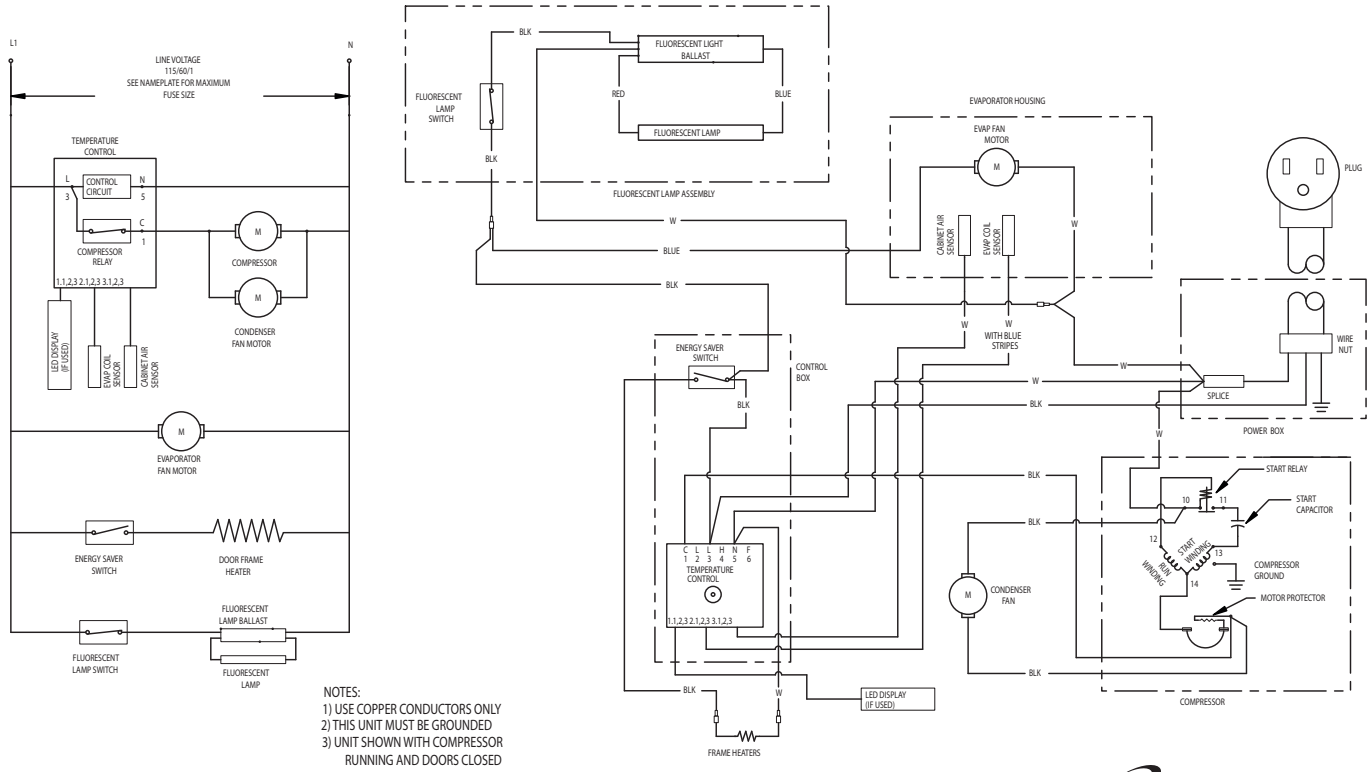 L1
N
LINE VOLTAGE
115/60/1
SEE NAMEPLATE FOR MAXIMUM
FUSE SIZE
TEMPERATURE
CONTROL
L
3
CONTROL
CIRCUIT
N
5
C
1
COMPRESSOR
RELAY
1.1,2,3 2.1,2,3 3.1,2,3
M
COMPRESSOR
M
CONDENSER
FAN MOTOR
LED DISPLAY
(IF USED)
EVAP COIL
SENSOR
CABINET AIR
SENSOR
M
EVAPORATOR
FAN MOTOR
ENERGY SAVER
SWITCH
DOOR FRAME
HEATER
FLUORESCENT
LAMP SWITCH
FLUORESCENT
LAMP BALLAST
FLUORESCENT
LAMP
NOTES:
1) USE COPPER CONDUCTORS ONLY
2) THIS UNIT MUST BE GROUNDED
3) UNIT SHOWN WITH COMPRESSOR
RUNNING AND DOORS CLOSED
BLK
FLUORESCENT LIGHT
BALLAST
FLUORESCENT
LAMP
SWITCH
RED
BLUE
FLUORESCENT LAMP
BLK
FLUORESCENT LAMP ASSEMBLY
W
BLUE
BLK
EVAPORATOR HOUSING
EVAP FAN
MOTOR
M
CABINET AIR
SENSOR
EVAP COIL
SENSOR
W
W
W
WITH BLUE
STRIPES
PLUG
WIRE
NUT
SPLICE
POWER BOX
W
W
BLK
W
ENERGY SAVER
SWITCH
CONTROL
BOX
BLK
C L L H N F
1 2 3 4 5 6
TEMPERATURE
CONTROL
1.1,2,3 2.1,2,3 3.1,2,3
BLK
W
FRAME HEATERS
LED DISPLAY
(IF USED)
BLK
BLK
M
CONDENSER
FAN
BLK
START RELAY
10
11
START
CAPACITOR
12
START
WINDING
RUN
WINDING
13
14
COMPRESSOR
GROUND
MOTOR PROTECTOR
COMPRESSOR